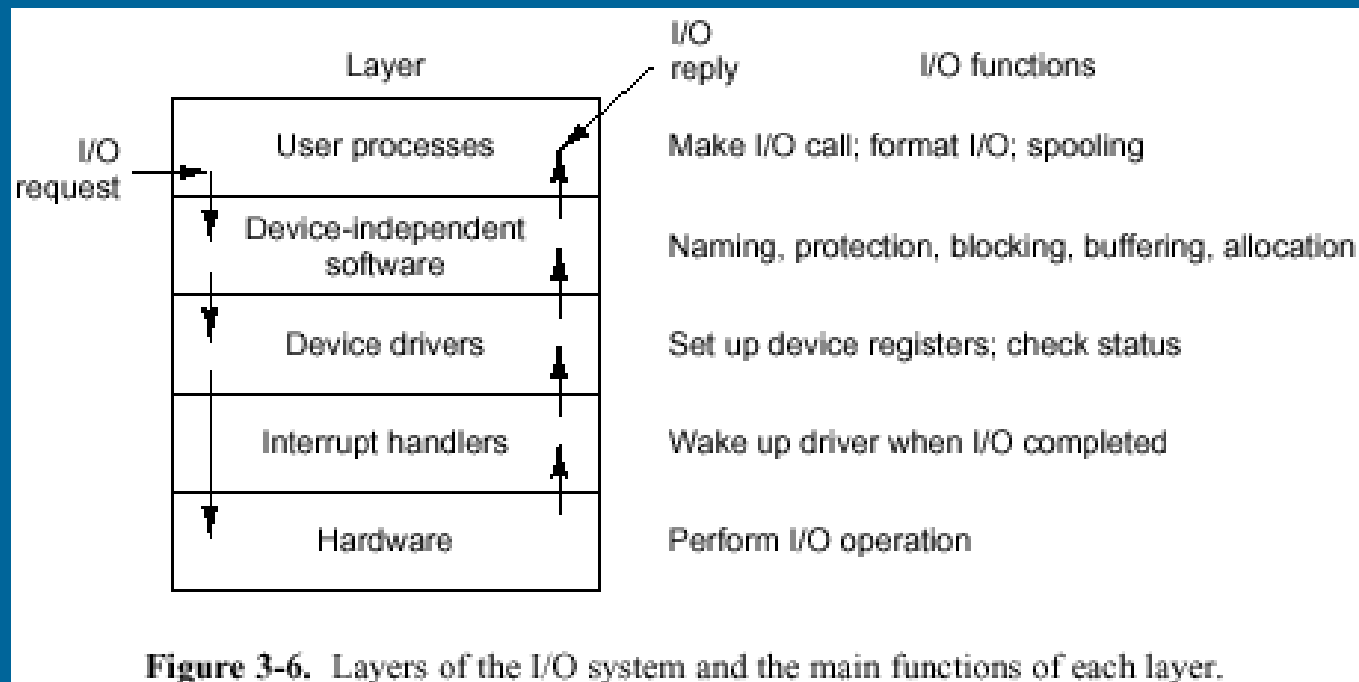 Layer
I/O
reply
I/O functions
I/O
request
User processes
Make I/O call; format I/O; spooling
Device-independent
software
Naming, protection, blocking, buffering, allocation
Device drivers
Set up device registers; check status
Interrupt handlers
Wake up driver when I/O completed
Hardware
Perform I/O operation
Figure 3-6. Layers of the I/O system and the main functions of each layer.